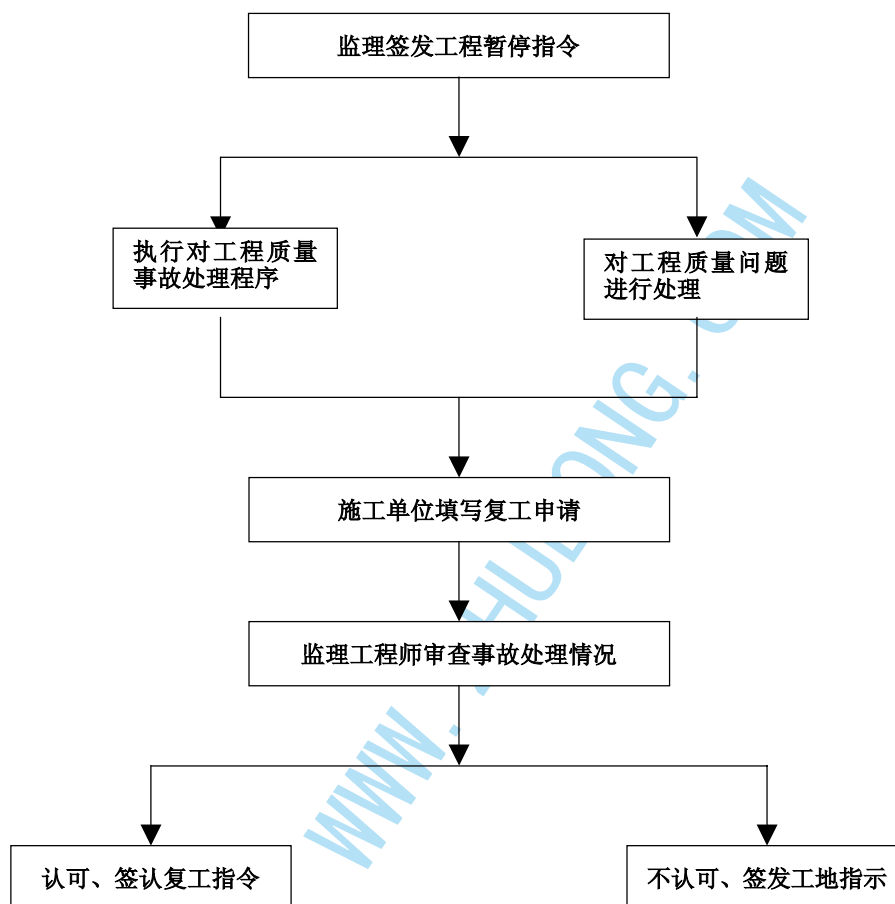 监理签发工程暂停指令
执行对工程质量
事故处理程序
对工程质量问题
进行处理
施工单位填写复工申请
监理工程师审查事故处理情况
认可、签认复工指令
不认可、签发工地指示
WWW.ZHULONG.COM